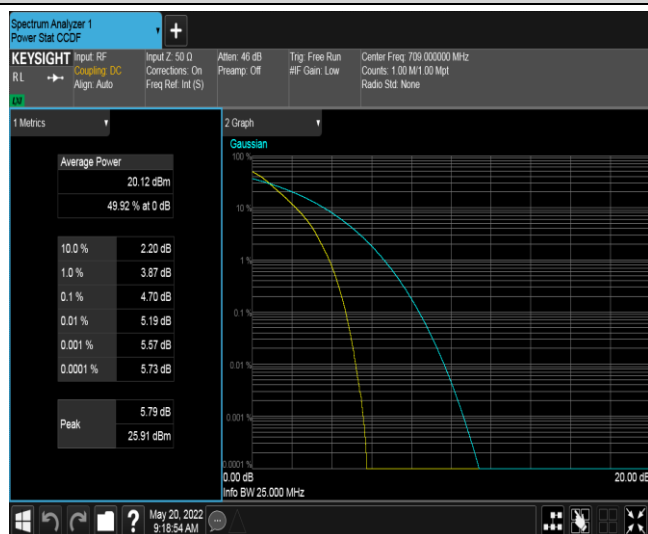 Spectrum Analyzer 1
Power Stat CCDF
+
KEYSIGHT Input: RF
RL Coupling: DC
Align: Auto
LXI
Input Z: 50 Ω
Corrections: On
Freq Ref: Int (S)
Atten: 46 dB
Preamp: Off
Trig: Free Run
#IF Gain: Low
Center Freq: 709.000000 MHz
Counts: 1.00 M/1.00 Mpt
Radio Std: None
1 Metrics
Average Power
20.12 dBm
49.92 % at 0 dB
10.0 % 2.20 dB
1.0 % 3.87 dB
0.1 % 4.70 dB
0.01 % 5.19 dB
0.001 % 5.57 dB
0.0001 % 5.73 dB
Peak
5.79 dB
25.91 dBm
2 Graph
Gaussian
100 %
10 %
1 %
0.1 %
0.01 %
0.001 %
0.0001 %
0.00 dB 20.00 dB
Info BW 25.000 MHz
? May 20, 2022
9:18:54 AM